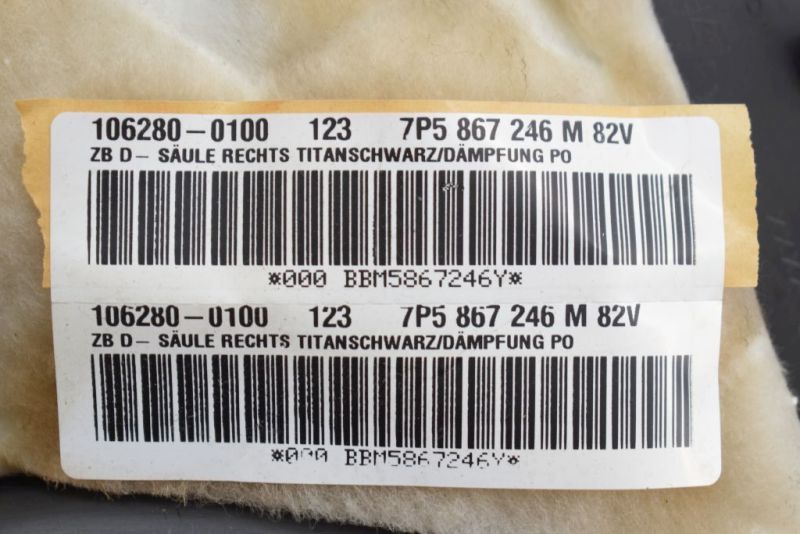 106280-0100 123 7P5 867 246 M 82V
ZB D- SÄULE RECHTS TITANSCHWARZ/DÄMPFUNG PO
*000 BBM5867246Y*
106280-0100 123 7P5 867 246 M 82V
ZB D- SÄULE RECHTS TITANSCHWARZ/DÄMPFUNG PO
*000 BBM5867246Y*